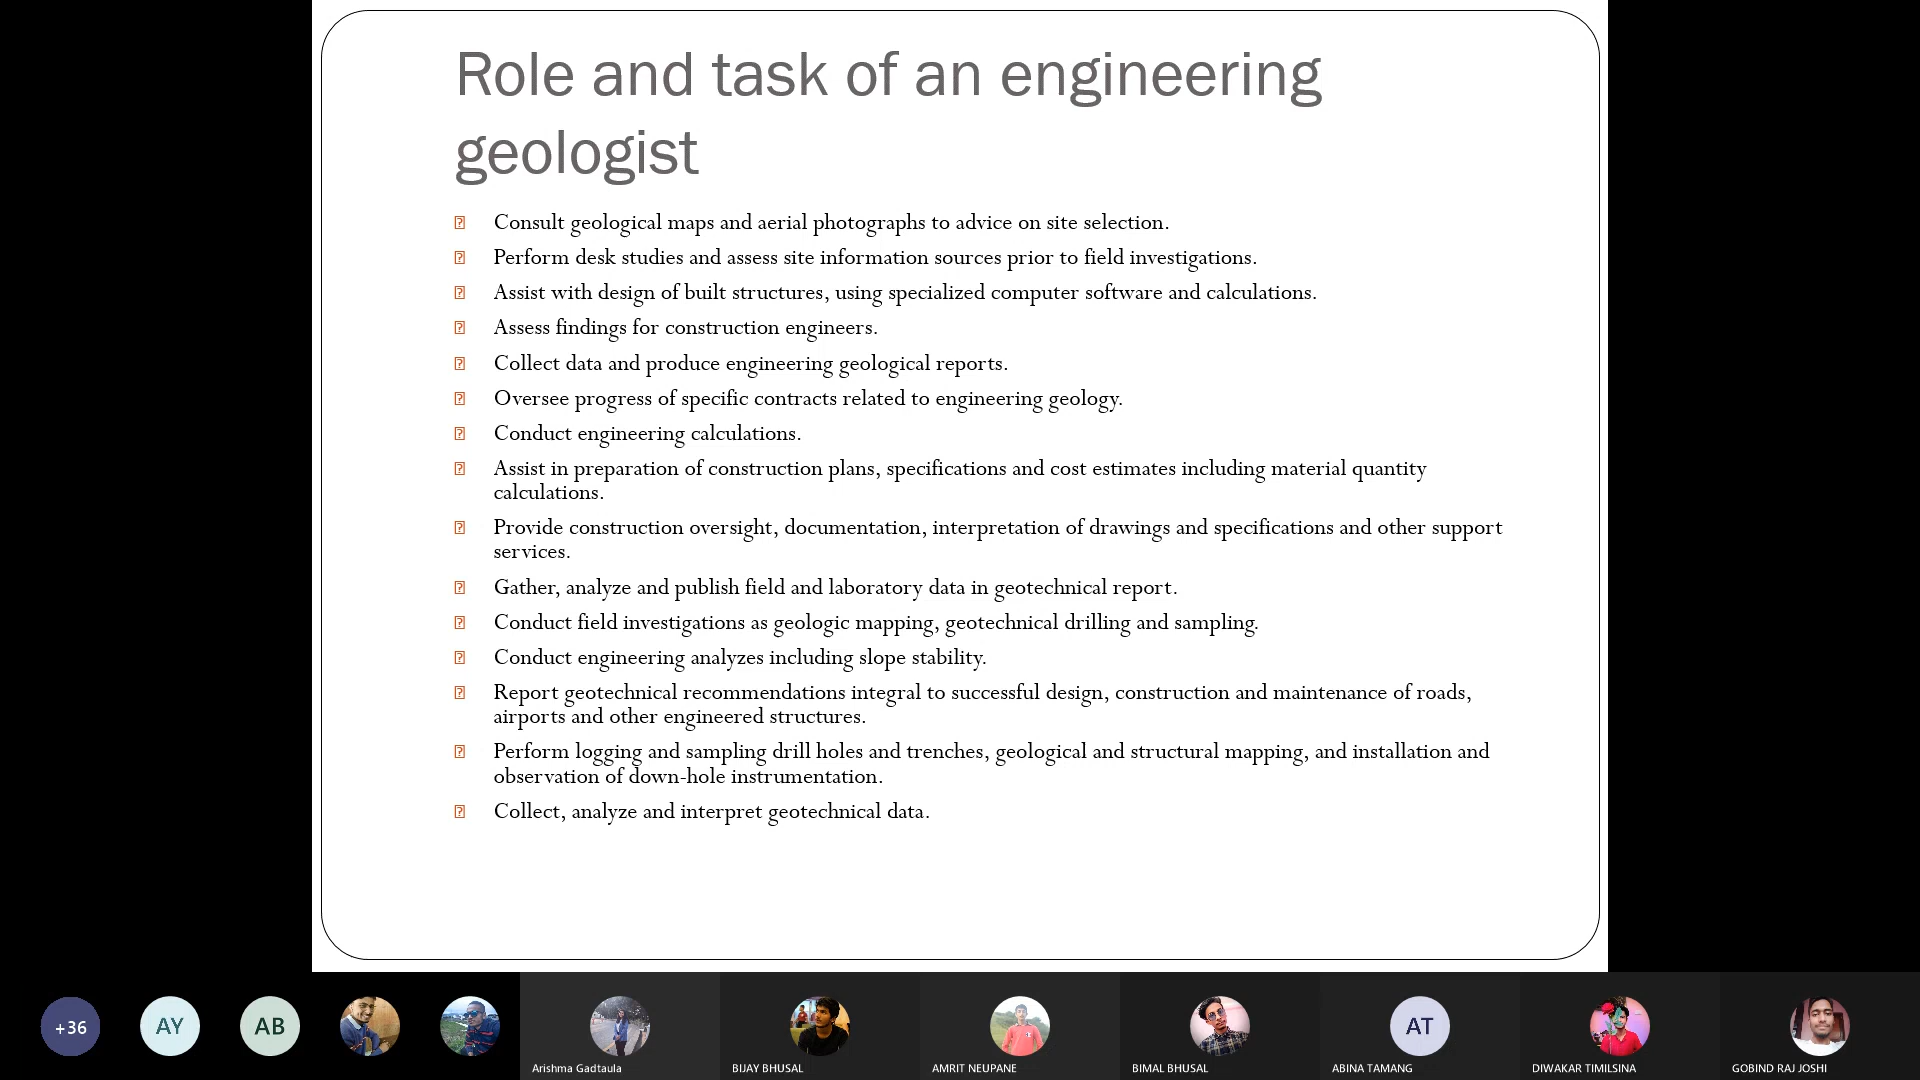 Role and task of an engineering
geologist
Consult geological maps and aerial photographs to advice on site selection.
Perform desk studies and assess site information sources prior to field investigations.
Assist with design of built structures, using specialized computer software and calculations.
Assess findings for construction engineers.
Collect data and produce engineering geological reports.
Oversee progress of specific contracts related to engineering geology.
Conduct engineering calculations.
Assist in preparation of construction plans, specifications and cost estimates including material quantity
calculations.
Provide construction oversight, documentation, interpretation of drawings and specifications and other support
services.
Gather, analyze and publish field and laboratory data in geotechnical report.
Conduct field investigations as geologic mapping, geotechnical drilling and sampling.
Conduct engineering analyzes including slope stability.
Report geotechnical recommendations integral to successful design, construction and maintenance of roads,
airports and other engineered structures.
Perform logging and sampling drill holes and trenches, geological and structural mapping, and installation and
observation of down-hole instrumentation.
Collect, analyze and interpret geotechnical data.
+36
AY
AB
AT
Arishma Gadtaula
BIJAY BHUSAL
AMRIT NEUPANE
BIMAL BHUSAL
ABINA TAMANG
DIWAKAR TIMILSINA
GOBIND RAJ JOSHI